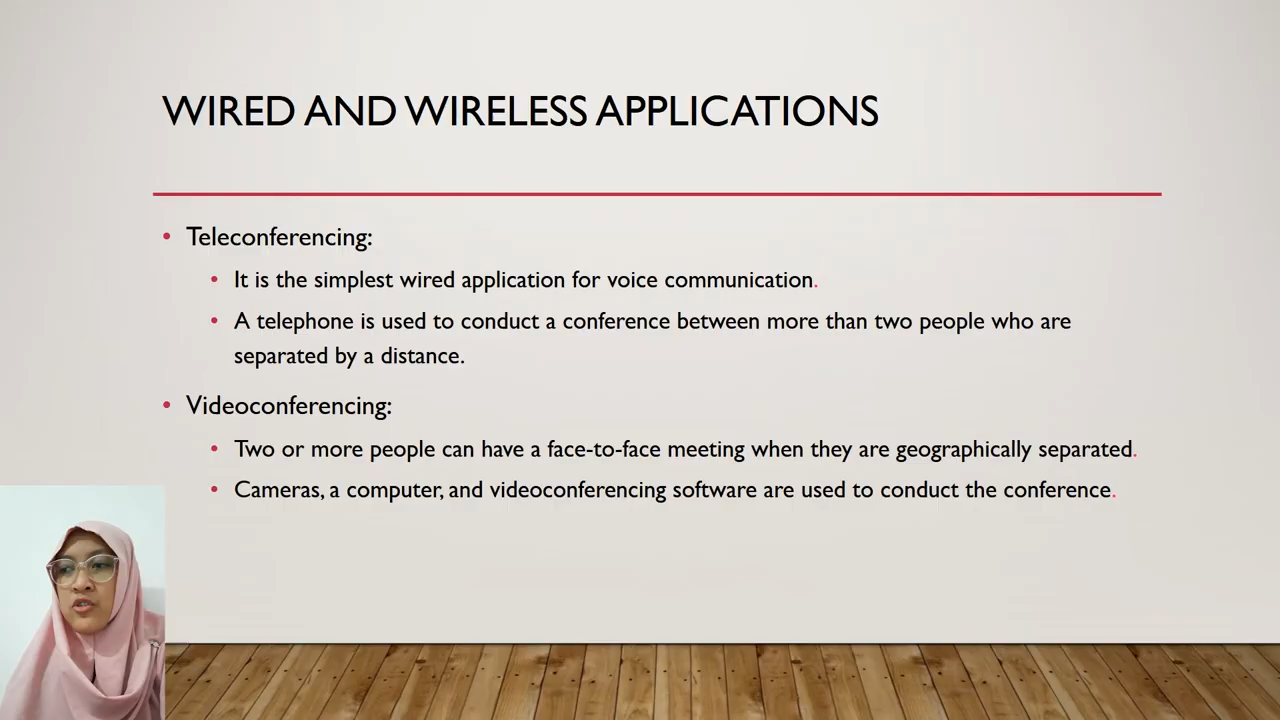 WIRED AND WIRELESS APPLICATIONS
• Teleconferencing:
• It is the simplest wired application for voice communication.
• A telephone is used to conduct a conference between more than two people who are
separated by a distance.
• Videoconferencing:
• Two or more people can have a face-to-face meeting when they are geographically separated.
• Cameras, a computer, and videoconferencing software are used to conduct the conference.